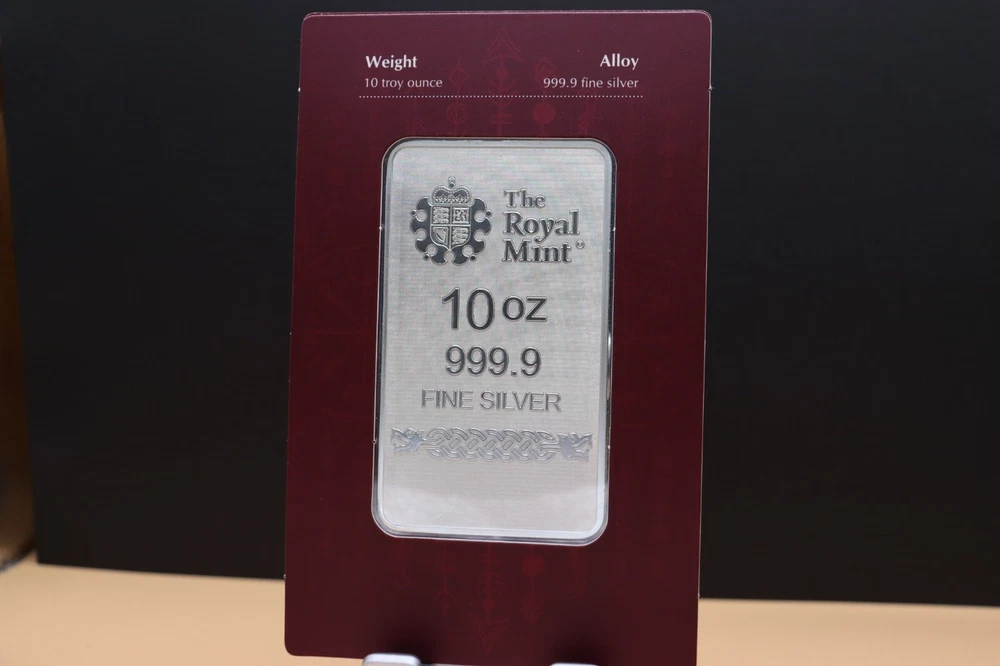 Weight
Alloy
10 troy ounce
999.9 fine silver
The
Royal
Mint®
10 oz
999.9
FINE SILVER